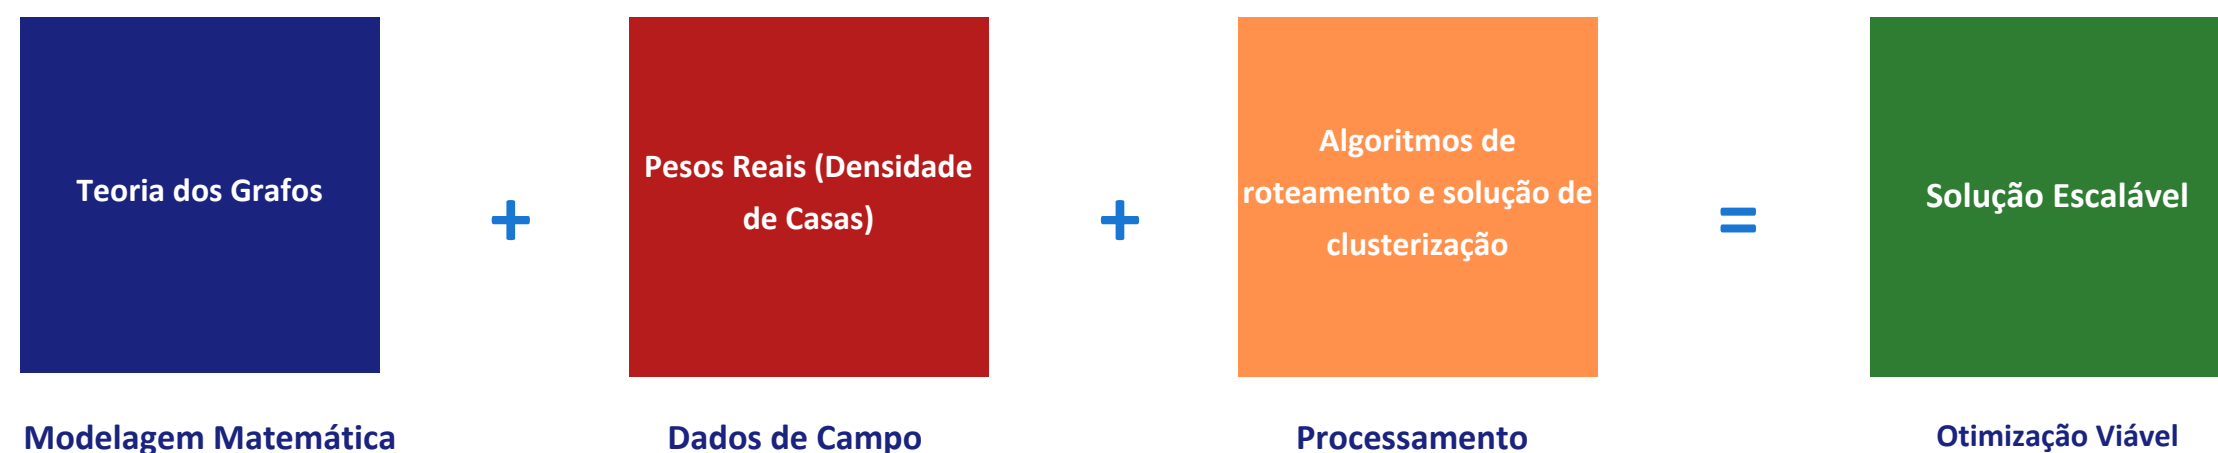 Teoria dos Grafos
+
Pesos Reais (Densidade
de Casas)
+
Algoritmos de
roteamento e solução de
clusterização
=
Solução Escalável
Modelagem Matemática
Dados de Campo
Processamento
Otimização Viável